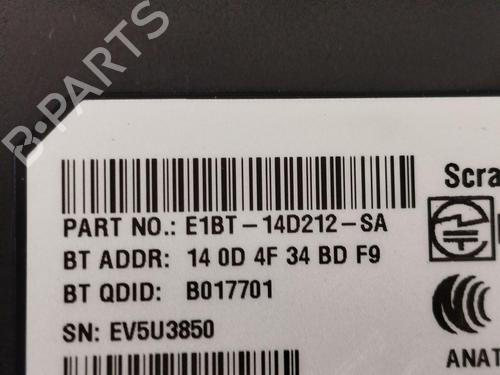 B-PARTS
Scra
PART NO.: E1BT-14D212-SA
BT ADDR: 14 0D 4F 34 BD F9
BT QDID: B017701
SN: EV5U3850
ANAT